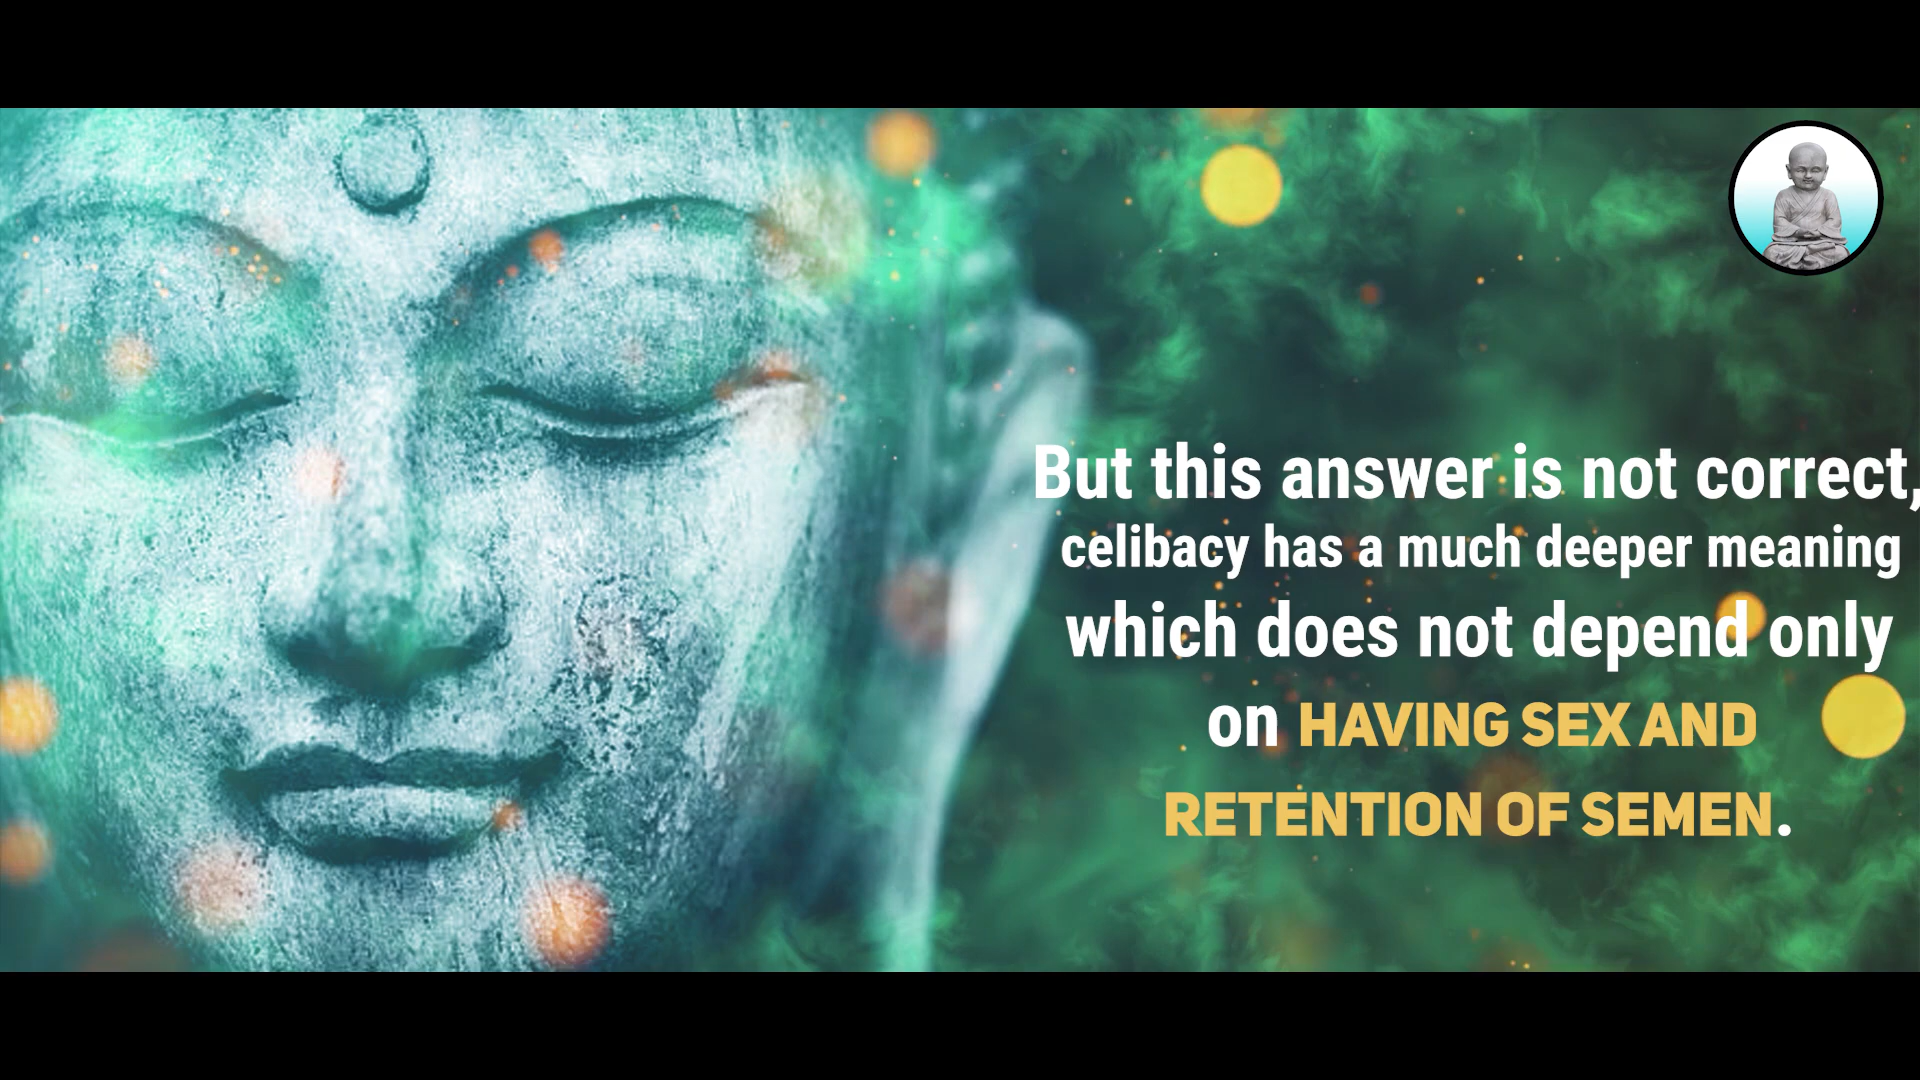 But this answer is not correct,
celibacy has a much deeper meaning
which does not depend only
on HAVING SEX AND
RETENTION OF SEMEN.